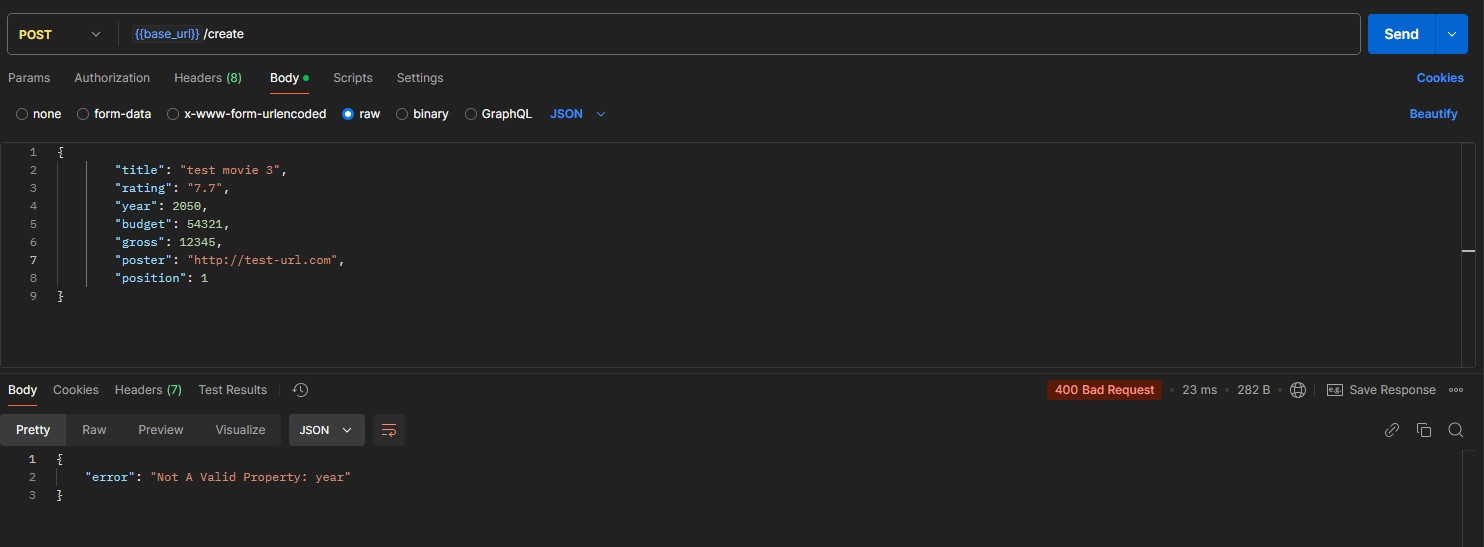 POST {{base_url}} /create Send
Params Authorization Headers (8) Body Scripts Settings Cookies
none form-data x-www-form-urlencoded raw binary GraphQL JSON Beautify
1 {
2 "title": "test movie 3",
3 "rating": "7.7",
4 "year": 2050,
5 "budget": 54321,
6 "gross": 12345,
7 "poster": "http://test-url.com",
8 "position": 1
9 }
Body Cookies Headers (7) Test Results 400 Bad Request 23 ms 282 B e.g. Save Response
Pretty Raw Preview Visualize JSON
1 {
2 "error": "Not A Valid Property: year"
3 }